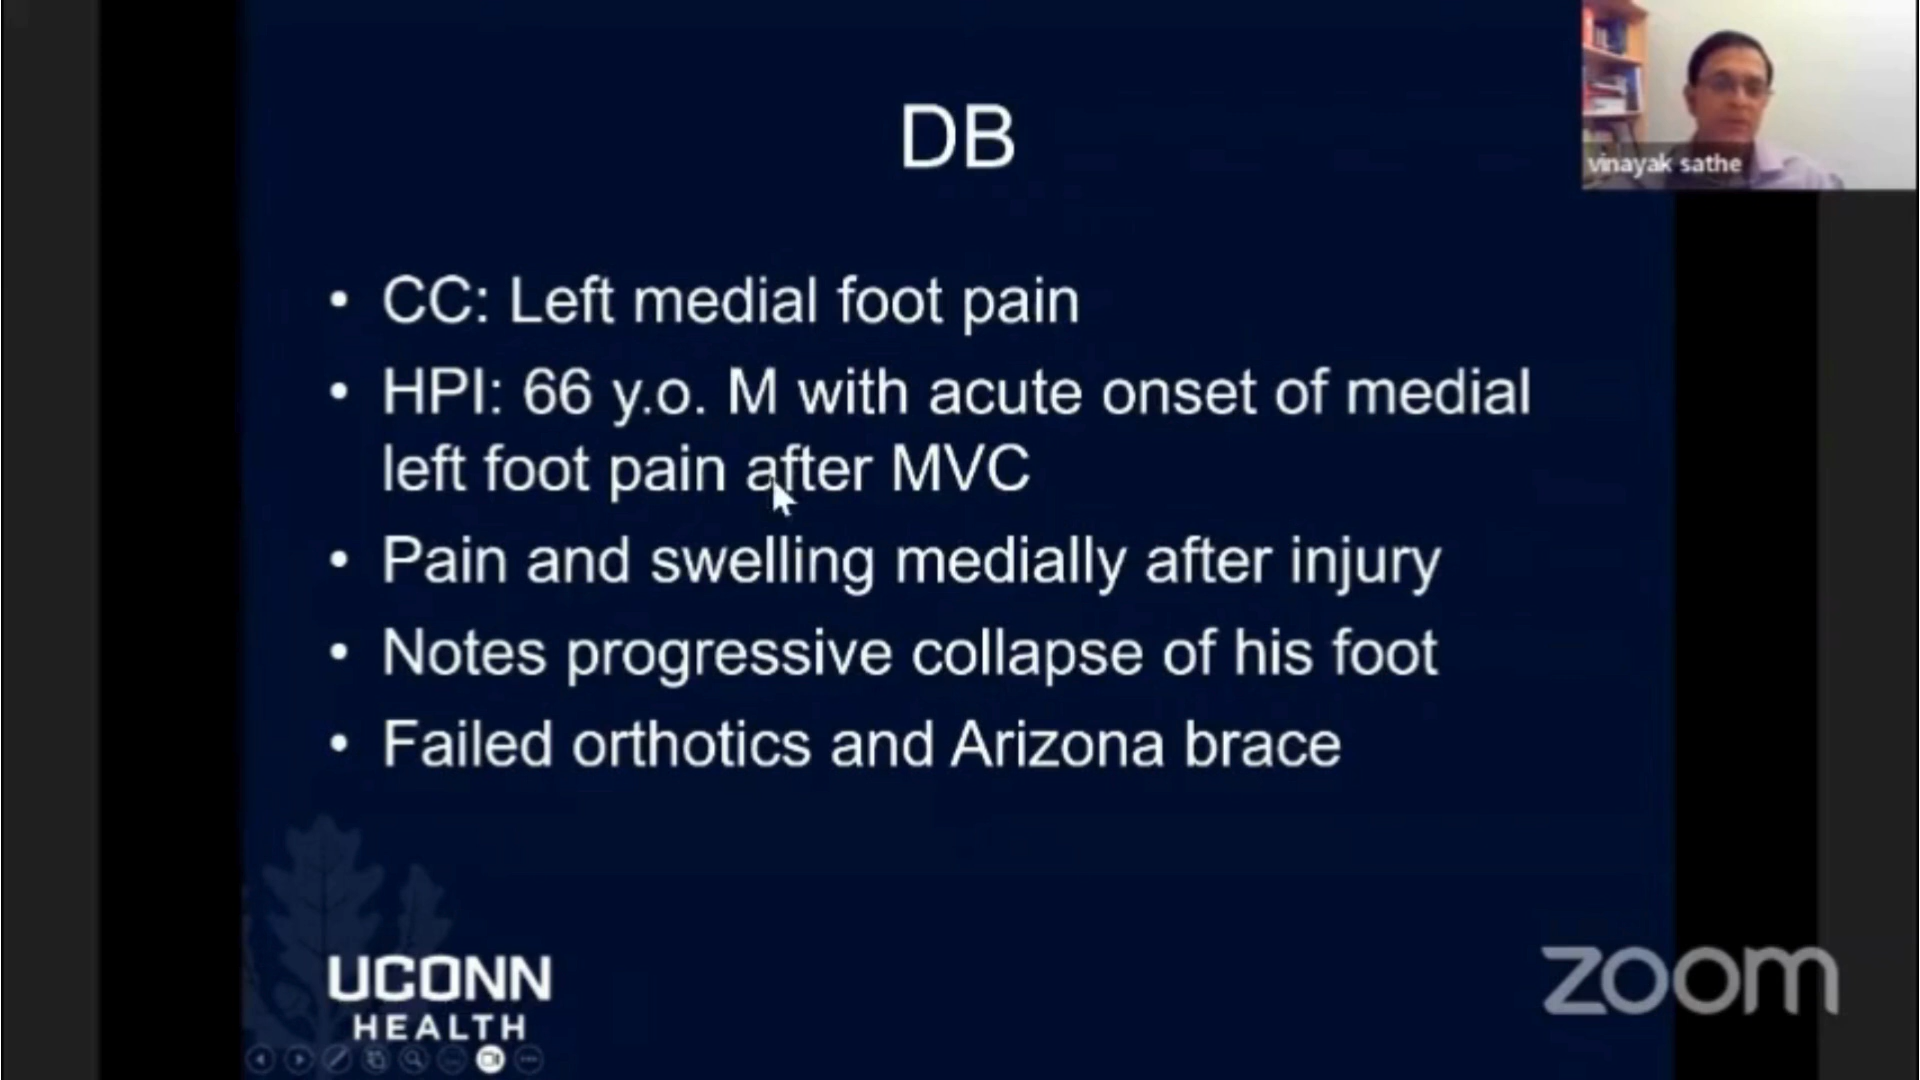 DB
vinayak sathe
• CC: Left medial foot pain
• HPI: 66 y.o. M with acute onset of medial
left foot pain after MVC
• Pain and swelling medially after injury
• Notes progressive collapse of his foot
• Failed orthotics and Arizona brace
UCONN
HEALTH
zoom